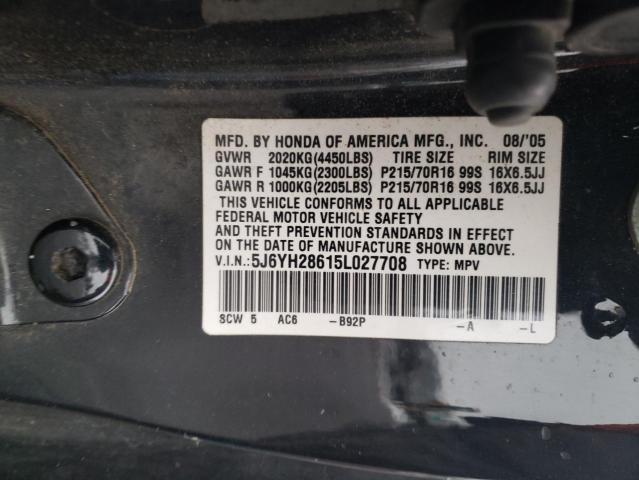 MFD. BY HONDA OF AMERICA MFG., INC. 08/'05
GVWR 2020KG(4450LBS) TIRE SIZE RIM SIZE
GAWR F 1045KG(2300LBS) P215/70R16 99S 16X6.5JJ
GAWR R 1000KG(2205LBS) P215/70R16 99S 16X6.5JJ
THIS VEHICLE CONFORMS TO ALL APPLICABLE
FEDERAL MOTOR VEHICLE SAFETY
AND THEFT PREVENTION STANDARDS IN EFFECT
ON THE DATE OF MANUFACTURE SHOWN ABOVE.
V.I.N.:5J6YH28615L027708 TYPE: MPV
SCW 5 AC6 -B92P -A -L